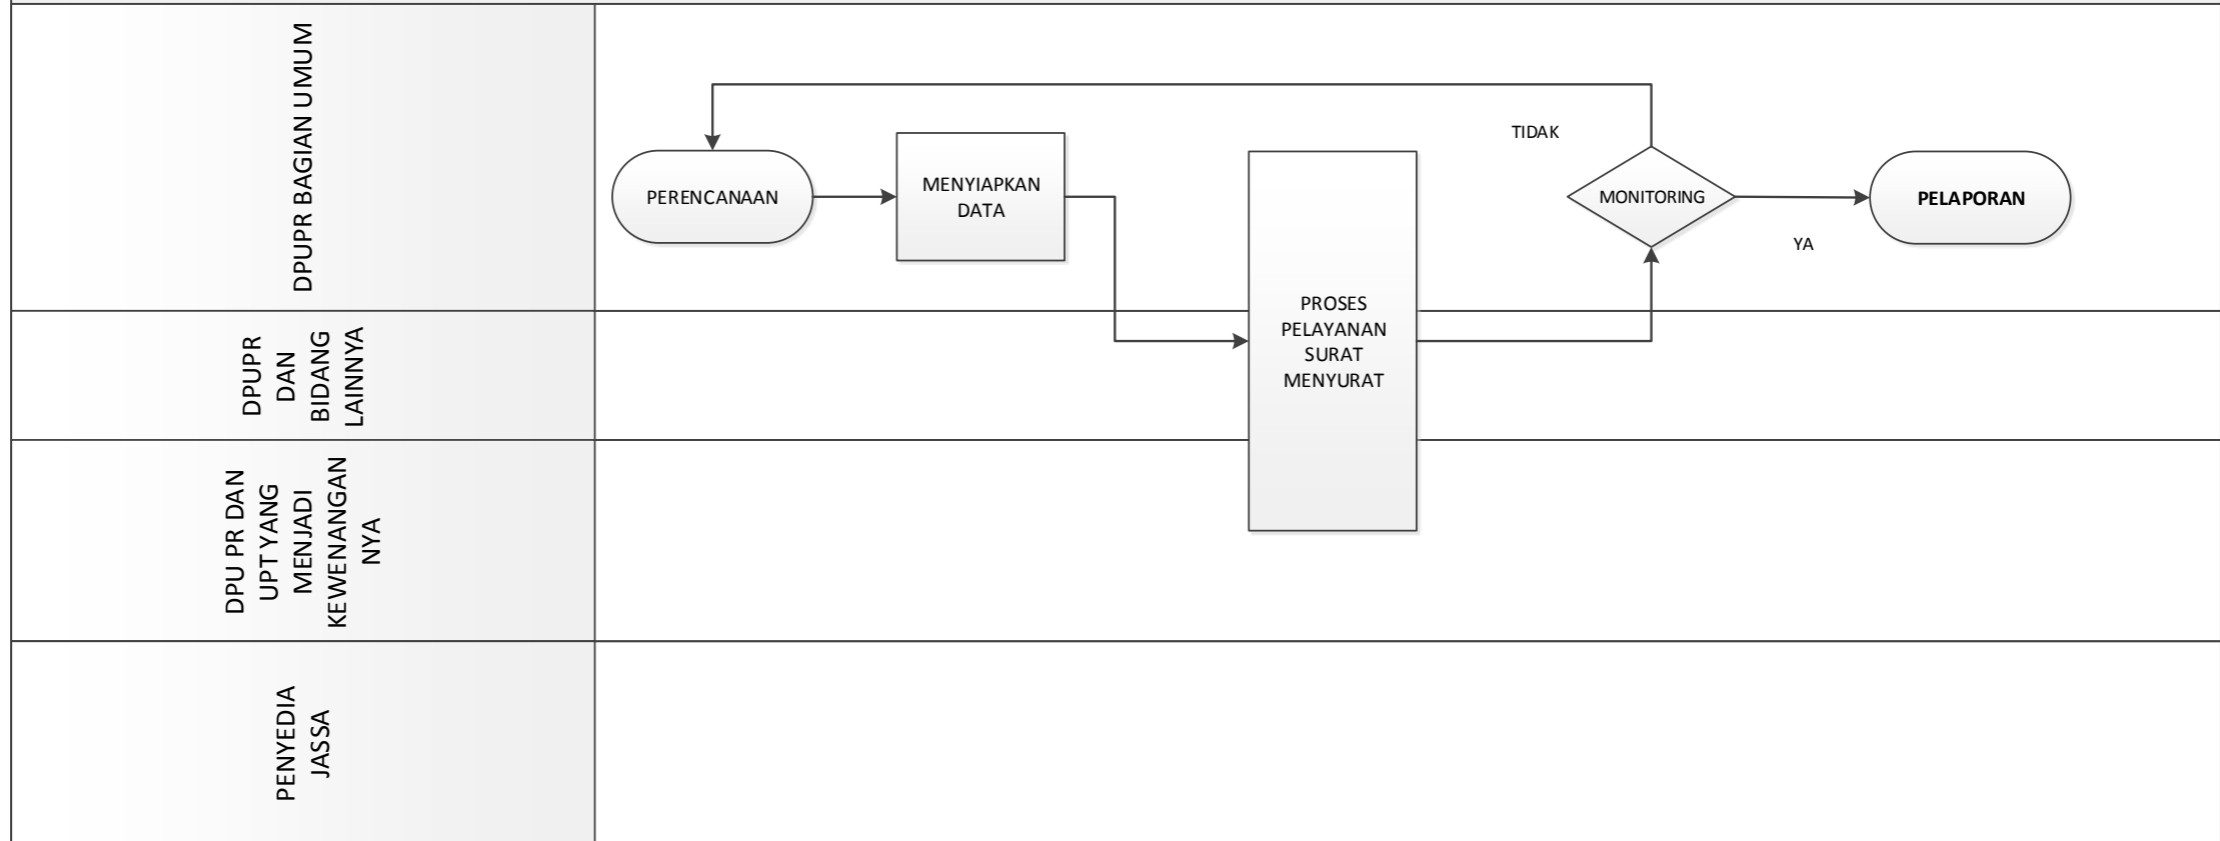 DPUPR BAGIAN UMUM
PERENCANAAN
MENYIAPKAN
DATA
TIDAK
MONITORING
YA
PELAPORAN
PROSES
PELAYANAN
SURAT
MENYURAT
DPUPR
DAN
BIDANG
LAINNYA
DPU PR DAN
UPT YANG
MENJADI
KEWENANGAN
NYA
PENYEDIA
JASSA